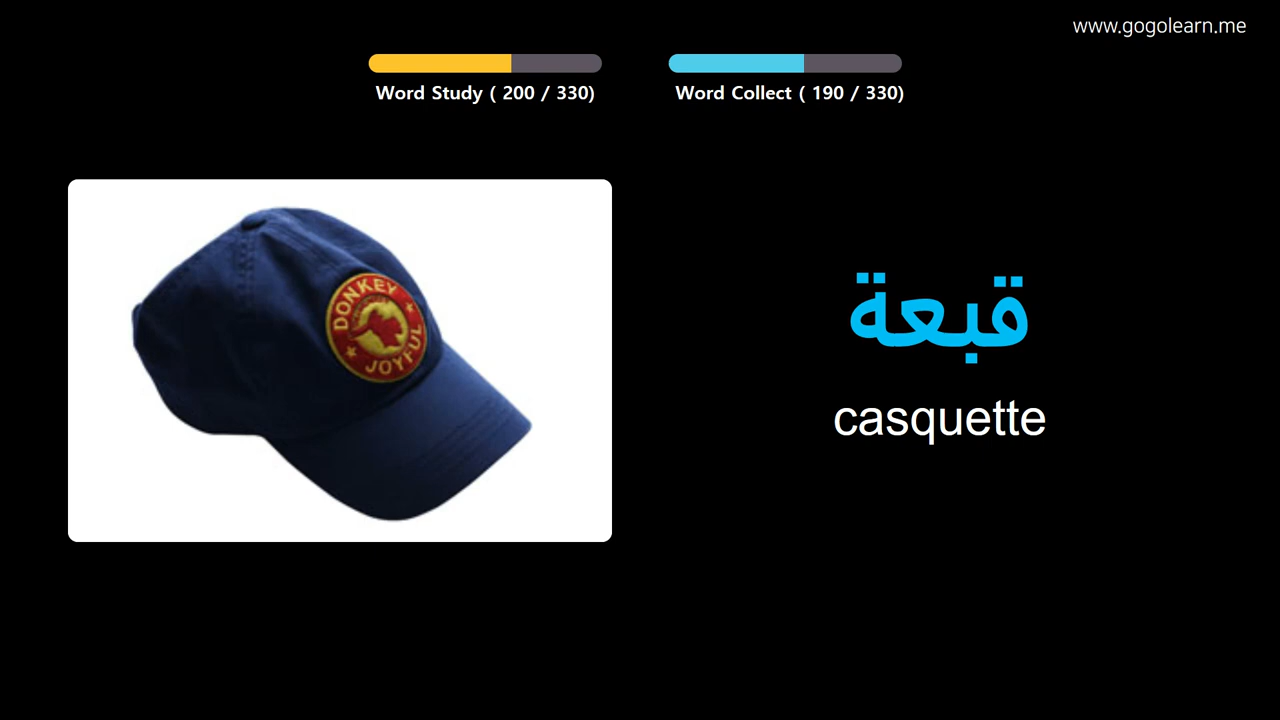 www.gogolearn.me
Word Study ( 200 / 330)
Word Collect ( 190 / 330)
DONKEY
JOYFUL
قبعة
casquette